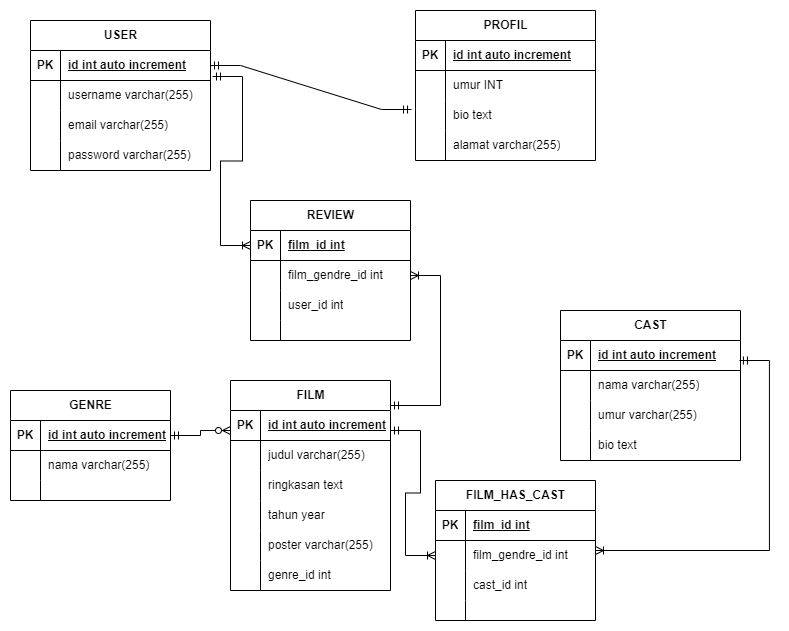 USER
PK id int auto increment
username varchar(255)
email varchar(255)
password varchar(255)
PROFIL
PK id int auto increment
umur INT
bio text
alamat varchar(255)
REVIEW
PK film_id int
film_gendre_id int
user_id int
CAST
PK id int auto increment
nama varchar(255)
umur varchar(255)
bio text
GENRE
PK id int auto increment
nama varchar(255)
FILM
PK id int auto increment
judul varchar(255)
ringkasan text
tahun year
poster varchar(255)
genre_id int
FILM_HAS_CAST
PK film_id int
film_gendre_id int
cast_id int